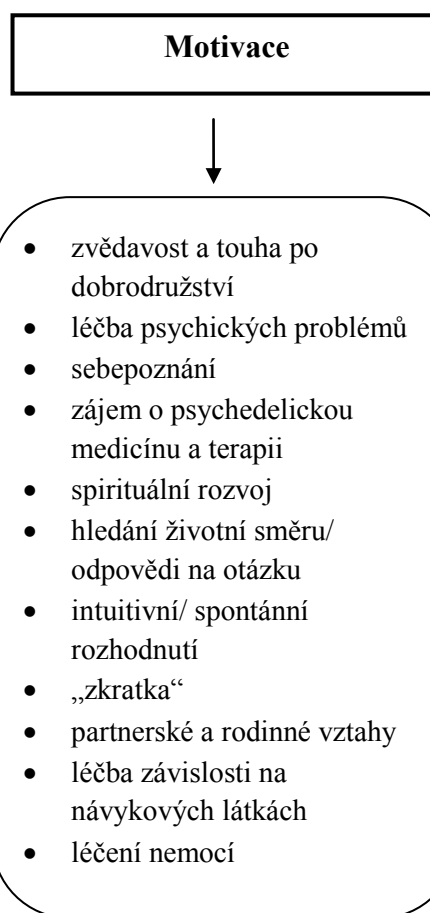 Motivace
• zvědavost a touha po
dobrodružství
• léčba psychických problémů
• sebepoznání
• zájem o psychedelickou
medicínu a terapii
• spirituální rozvoj
• hledání životní směru/
odpovědi na otázku
• intuitivní/ spontánní
rozhodnutí
• „zkratka“
• partnerské a rodinné vztahy
• léčba závislosti na
návykových látkách
• léčení nemocí